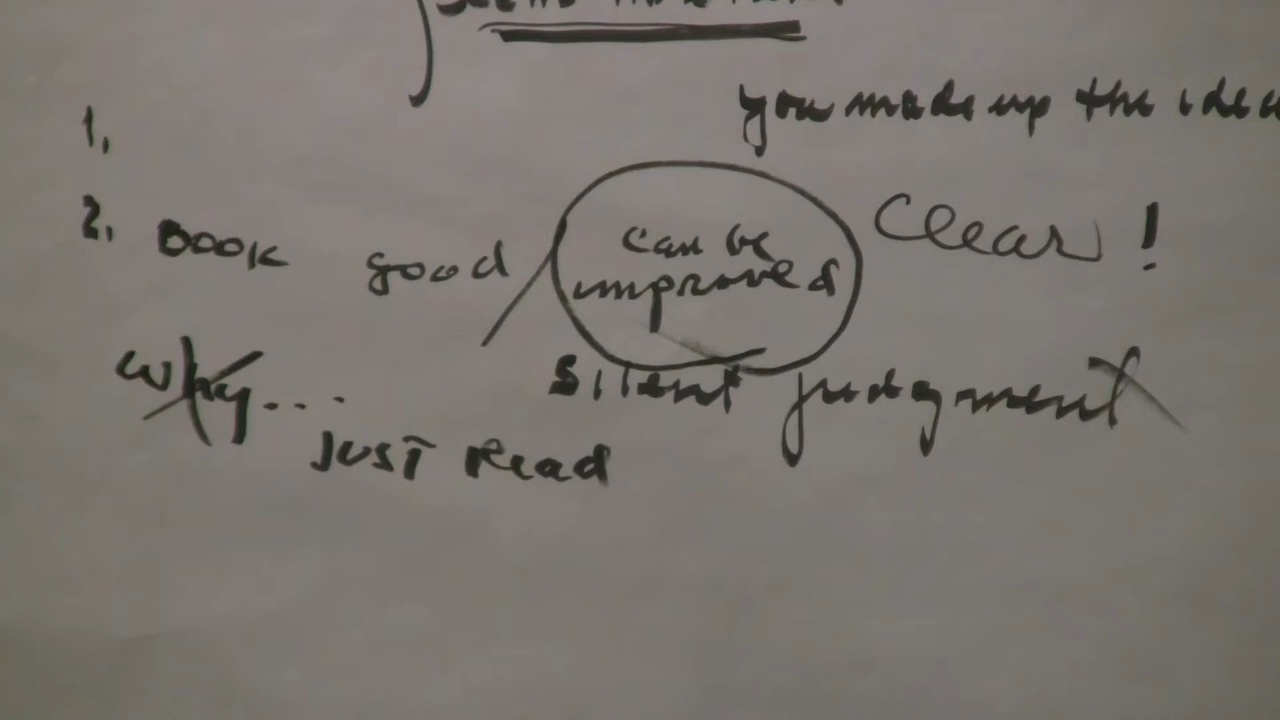 you made up the idea
1.
2. BOOK good / can be improved Clear!
Why... silent judgment
JUST Read